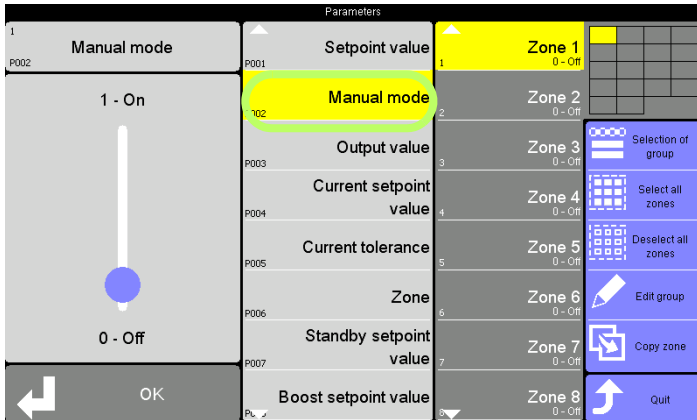 Parameters
1
Manual mode
P002
1 - On
0 - Off
OK
Setpoint value
P001
Manual mode
P002
Output value
P003
Current setpoint
value
P004
Current tolerance
P005
Zone
P006
Standby setpoint
value
P007
Boost setpoint value
Zone 1
0 - Off
1
Zone 2
0 - Off
2
Zone 3
0 - Off
3
Zone 4
0 - Off
4
Zone 5
0 - Off
5
Zone 6
0 - Off
6
Zone 7
0 - Off
7
Zone 8
0 - Off
Selection of
group
Select all
zones
Deselect all
zones
Edit group
Copy zone
Quit